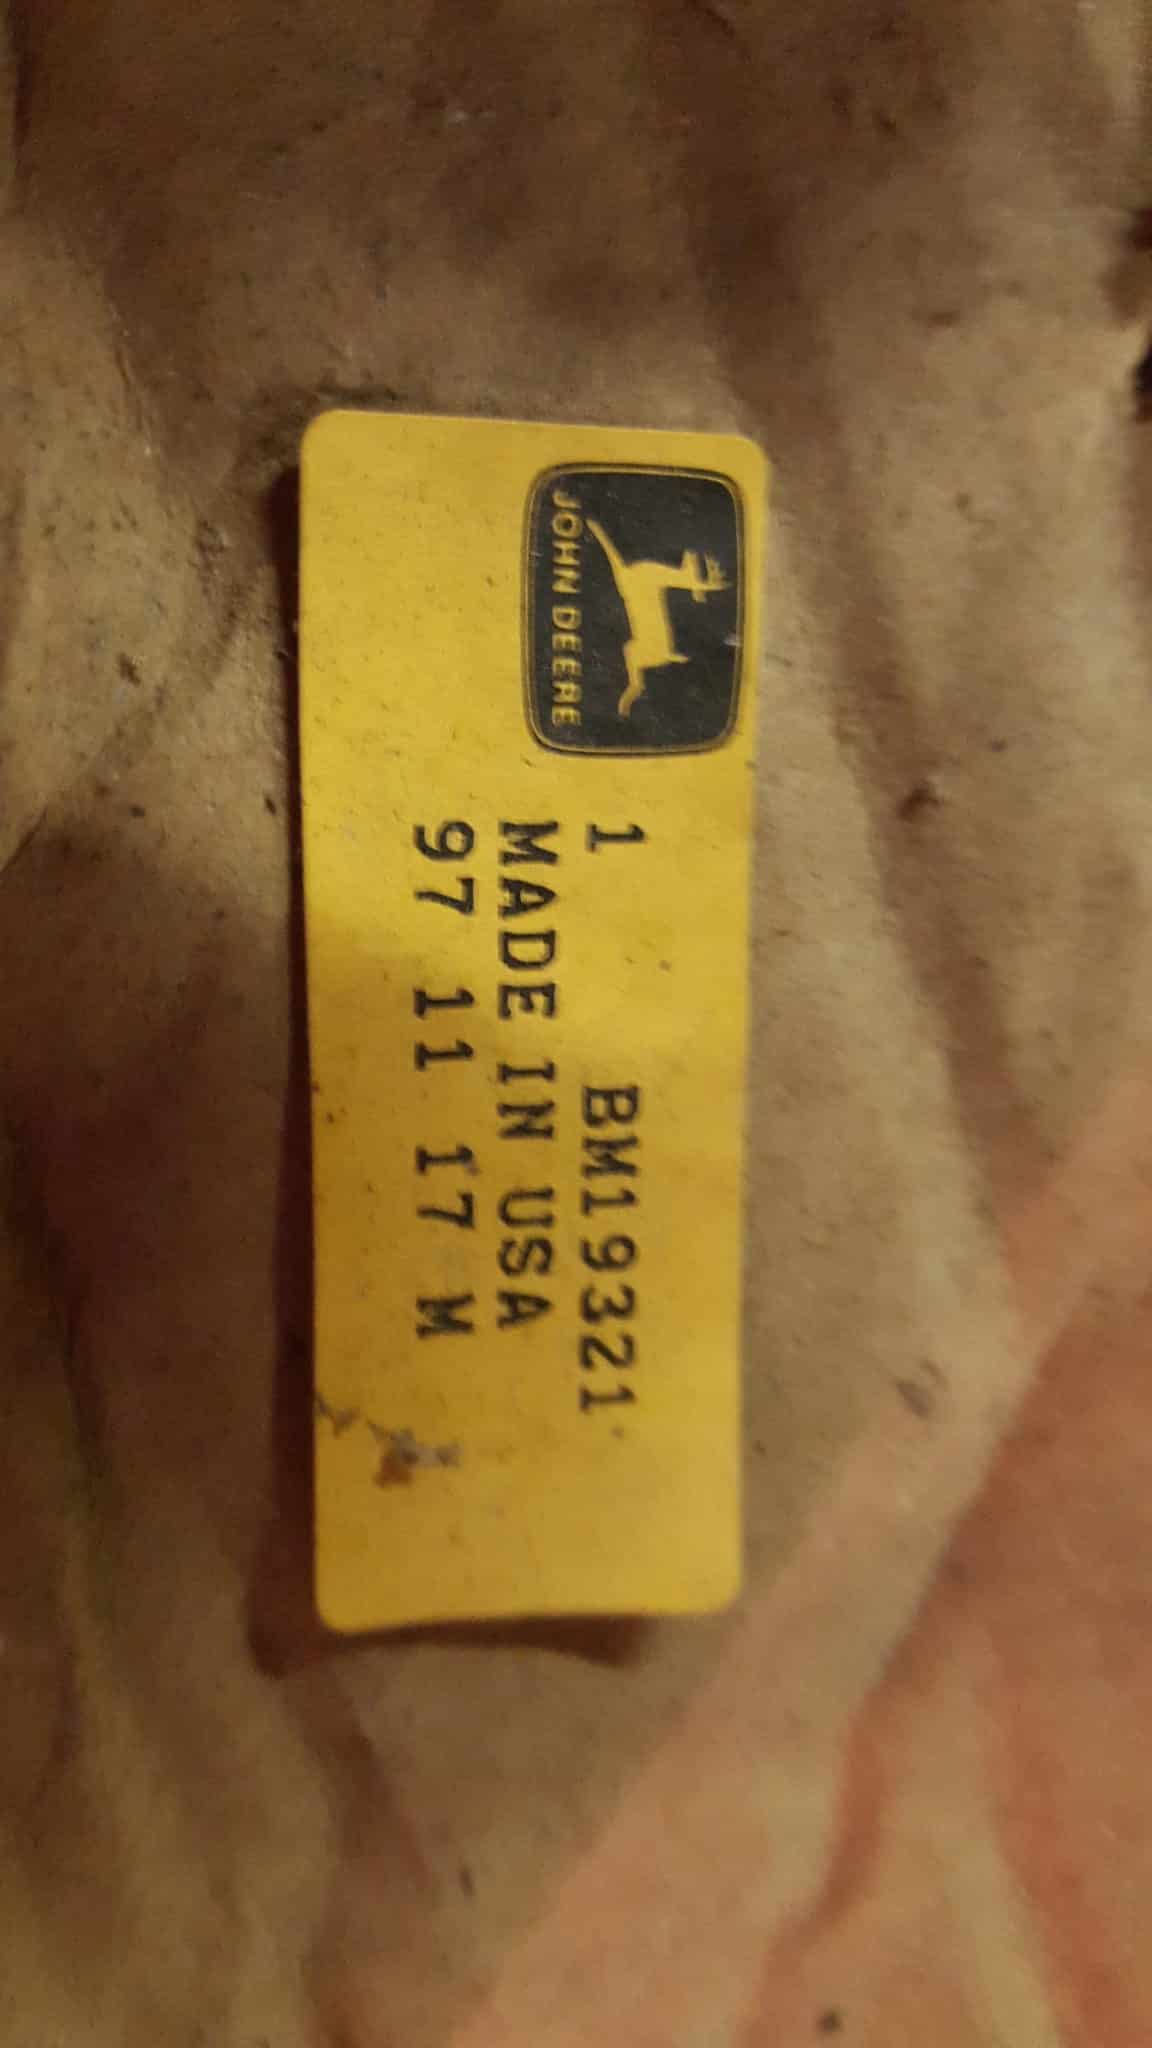 JOHN DEERE
1 BM19321
MADE IN USA
97 11 17 M